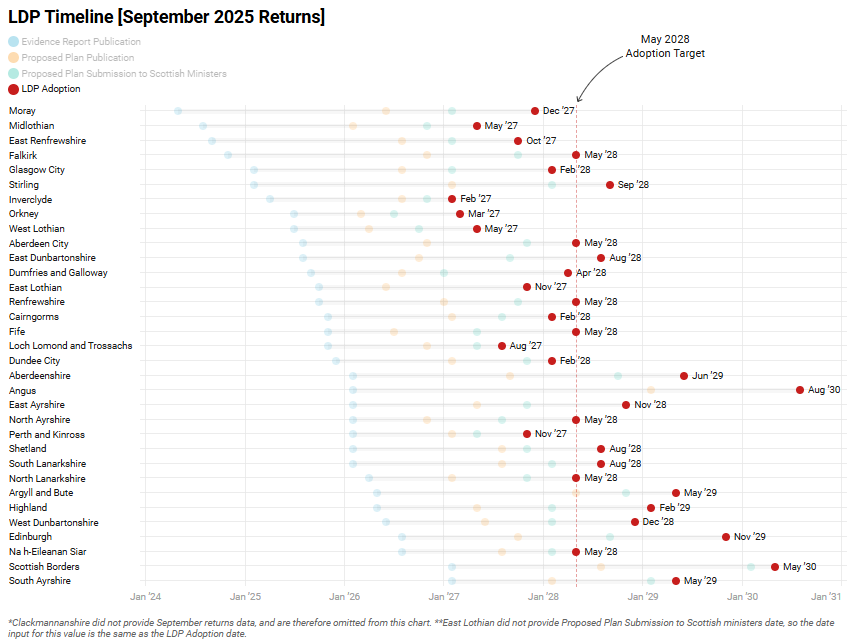 LDP Timeline [September 2025 Returns]
Evidence Report Publication
Proposed Plan Publication
Proposed Plan Submission to Scottish Ministers
LDP Adoption
May 2028
Adoption Target
Moray Dec '27
Midlothian May '27
East Renfrewshire Oct '27
Falkirk May '28
Glasgow City Feb '28
Stirling Sep '28
Inverclyde Feb '27
Orkney Mar '27
West Lothian May '27
Aberdeen City May '28
East Dunbartonshire Aug '28
Dumfries and Galloway Apr '28
East Lothian Nov '27
Renfrewshire May '28
Cairngorms Feb '28
Fife May '28
Loch Lomond and Trossachs Aug '27
Dundee City Feb '28
Aberdeenshire Jun '29
Angus Aug '30
East Ayrshire Nov '28
North Ayrshire May '28
Perth and Kinross Nov '27
Shetland Aug '28
South Lanarkshire Aug '28
North Lanarkshire May '28
Argyll and Bute May '29
Highland Feb '29
West Dunbartonshire Dec '28
Edinburgh Nov '29
Na h-Eileanan Siar May '28
Scottish Borders May '30
South Ayrshire May '29
Jan '24 Jan '25 Jan '26 Jan '27 Jan '28 Jan '29 Jan '30 Jan '31
*Clackmannanshire did not provide September returns data, and are therefore omitted from this chart. **East Lothian did not provide Proposed Plan Submission to Scottish ministers date, so the date
input for this value is the same as the LDP Adoption date.